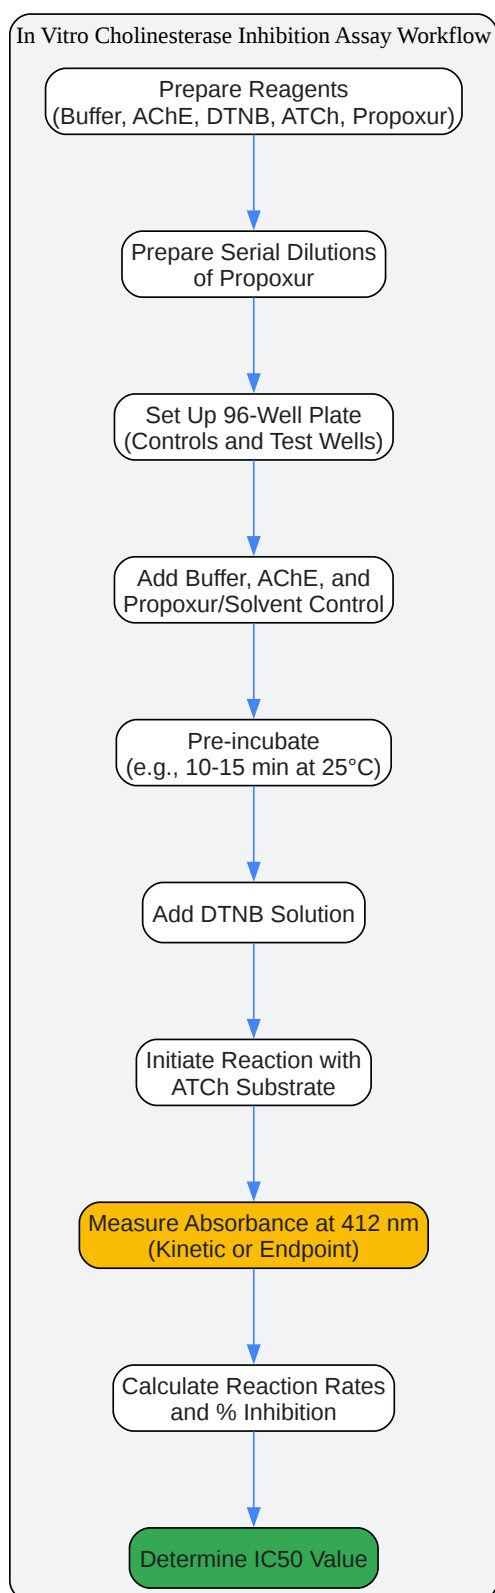 In Vitro Cholinesterase Inhibition Assay Workflow
Prepare Reagents
(Buffer, AChE, DTNB, ATCh, Propoxur)
Prepare Serial Dilutions
of Propoxur
Set Up 96-Well Plate
(Controls and Test Wells)
Add Buffer, AChE, and
Propoxur/Solvent Control
Pre-incubate
(e.g., 10-15 min at 25°C)
Add DTNB Solution
Initiate Reaction with
ATCh Substrate
Measure Absorbance at 412 nm
(Kinetic or Endpoint)
Calculate Reaction Rates
and % Inhibition
Determine IC50 Value